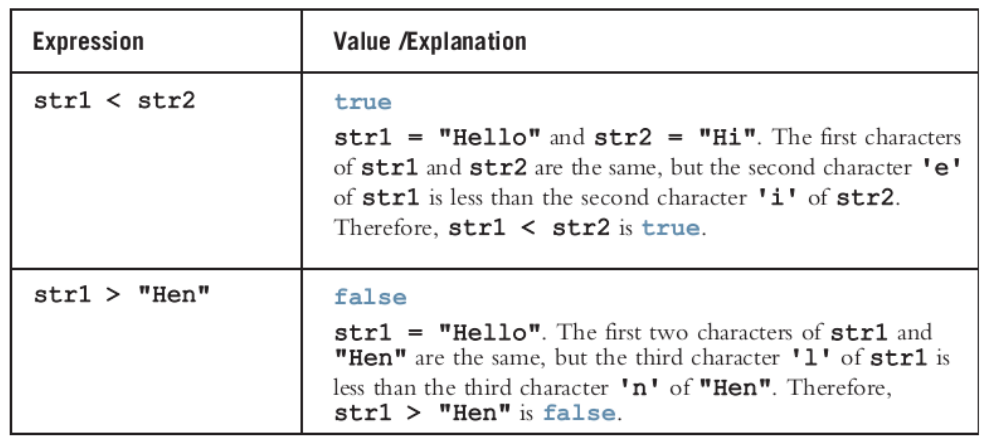 Expression
Value /Explanation
str1 < str2
true
str1 = "Hello" and str2 = "Hi". The first characters
of str1 and str2 are the same, but the second character 'e'
of str1 is less than the second character 'i' of str2.
Therefore, str1 < str2 is true.
str1 > "Hen"
false
str1 = "Hello". The first two characters of str1 and
"Hen" are the same, but the third character 'l' of str1 is
less than the third character 'n' of "Hen". Therefore,
str1 > "Hen" is false.